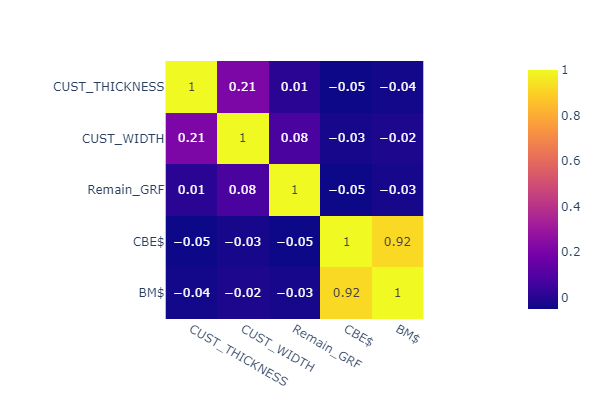 CUST_THICKNESS 1 0.21 0.01 −0.05 −0.04
CUST_WIDTH 0.21 1 0.08 −0.03 −0.02
Remain_GRF 0.01 0.08 1 −0.05 −0.03
CBE$ −0.05 −0.03 −0.05 1 0.92
BM$ −0.04 −0.02 −0.03 0.92 1
CUST_THICKNESS CUST_WIDTH Remain_GRF CBE$ BM$
1
0.8
0.6
0.4
0.2
0